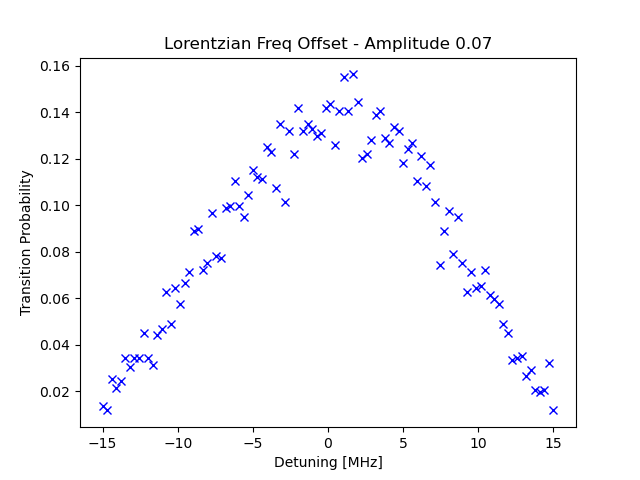 Lorentzian Freq Offset - Amplitude 0.07
Transition Probability
0.16
0.14
0.12
0.10
0.08
0.06
0.04
0.02
−15 −10 −5 0 5 10 15
Detuning [MHz]